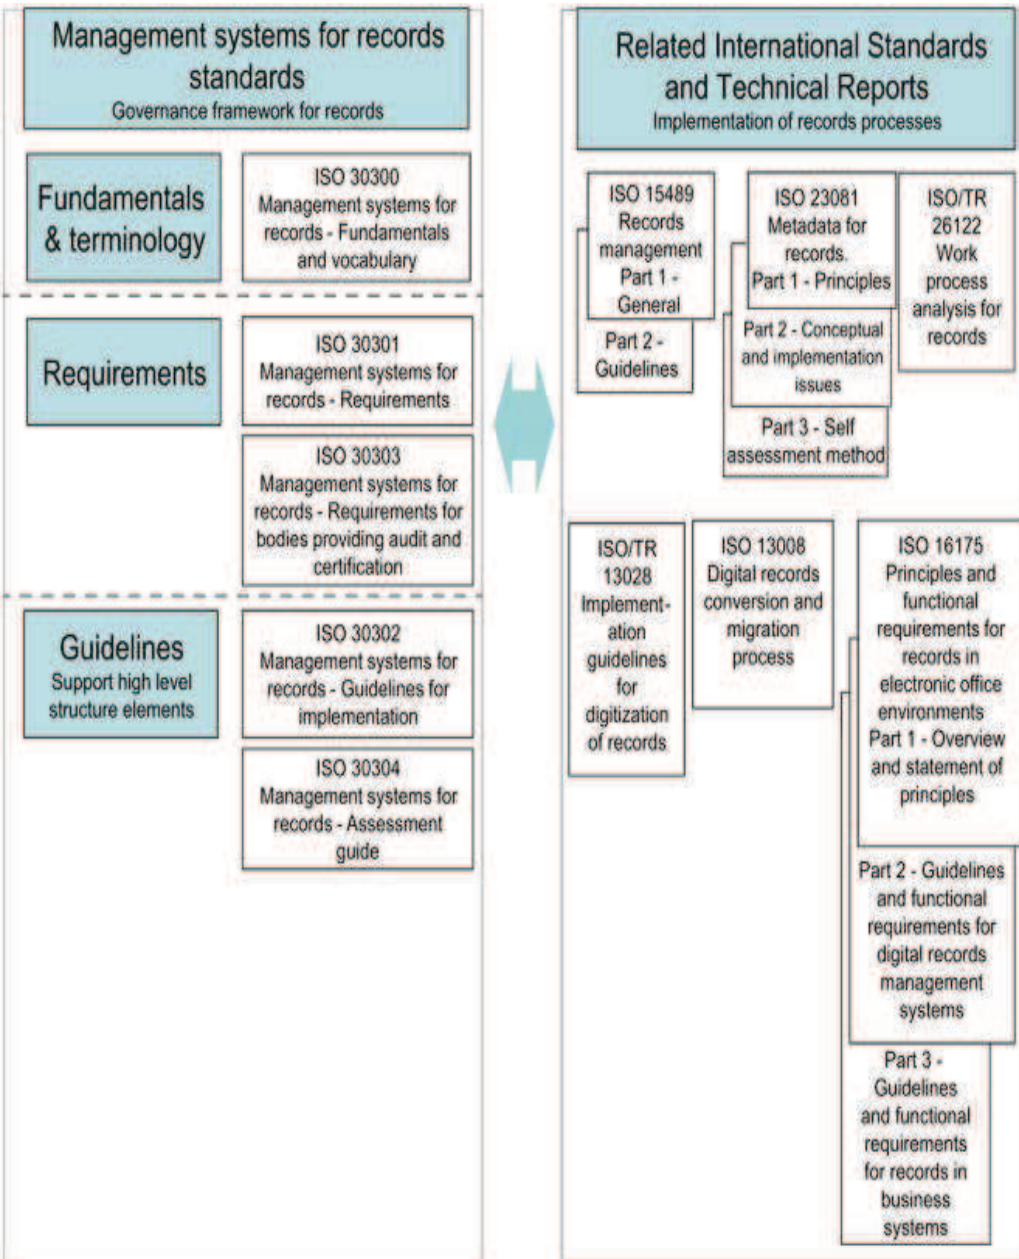 Management systems for records
standards
Governance framework for records
Fundamentals
& terminology
ISO 30300
Management systems for
records - Fundamentals
and vocabulary
Requirements
ISO 30301
Management systems for
records - Requirements
ISO 30303
Management systems for
records - Requirements for
bodies providing audit and
certification
Guidelines
Support high level
structure elements
ISO 30302
Management systems for
records - Guidelines for
implementation
ISO 30304
Management systems for
records - Assessment
guide
Related International Standards
and Technical Reports
Implementation of records processes
ISO 15489
Records
management
Part 1 -
General
Part 2 -
Guidelines
ISO 23081
Metadata for
records.
Part 1 - Principles
Part 2 - Conceptual
and implementation
issues
Part 3 - Self
assessment method
ISO/TR
26122
Work
process
analysis for
records
ISO/TR
13028
Implement-
ation
guidelines
for
digitization
of records
ISO 13008
Digital records
conversion and
migration
process
ISO 16175
Principles and
functional
requirements for
records in
electronic office
environments
Part 1 - Overview
and statement of
principles
Part 2 - Guidelines
and functional
requirements for
digital records
management
systems
Part 3 -
Guidelines
and functional
requirements
for records in
business
systems